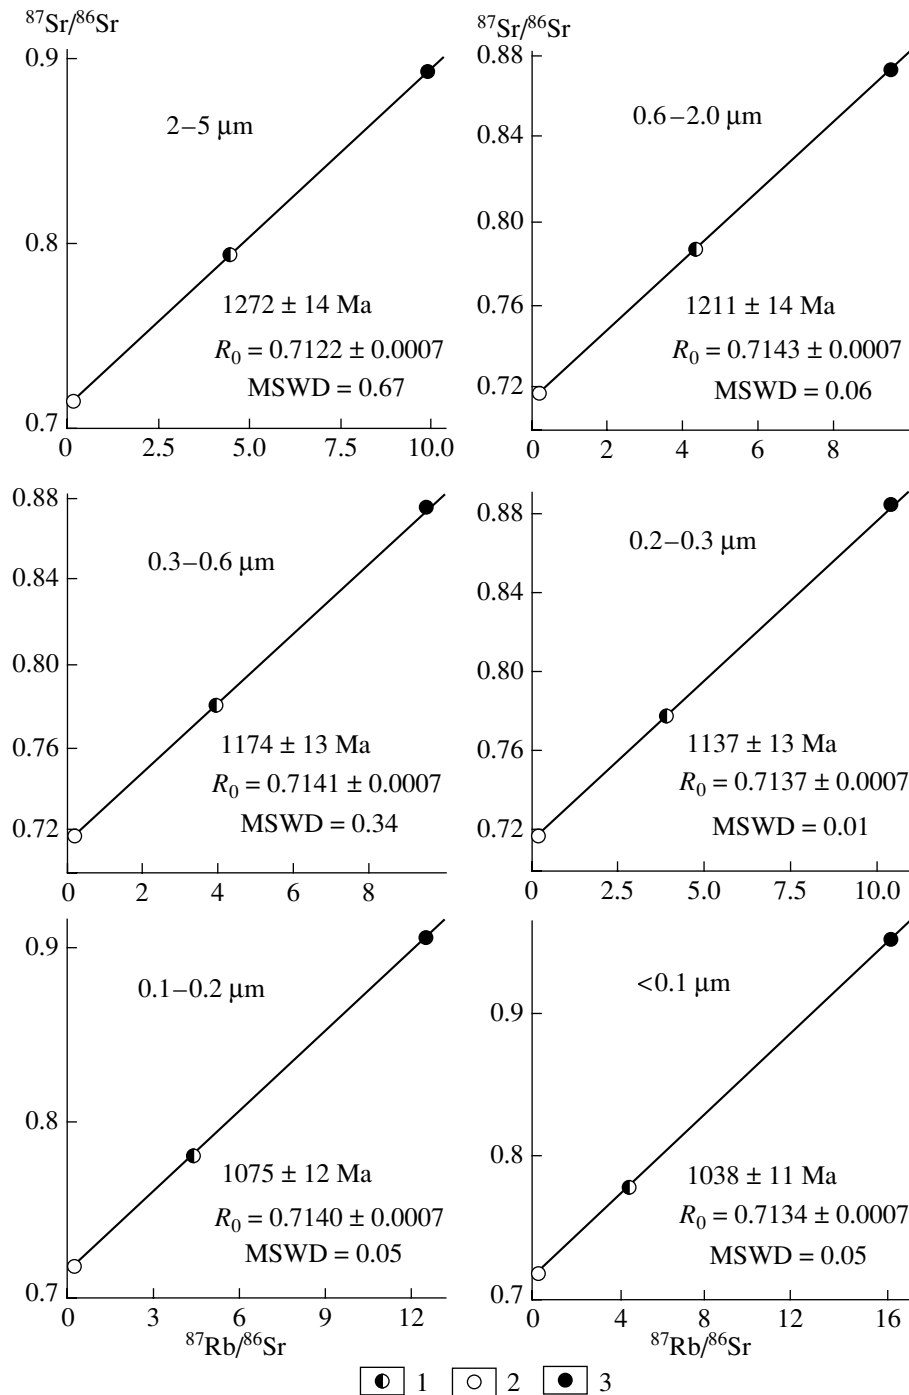 ⁸⁷Sr/⁸⁶Sr
0.9
2–5 μm
0.8
1272 ± 14 Ma
R₀ = 0.7122 ± 0.0007
MSWD = 0.67
0.7
0 2.5 5.0 7.5 10.0
⁸⁷Sr/⁸⁶Sr
0.88
0.6–2.0 μm
0.84
0.80
0.76
1211 ± 14 Ma
R₀ = 0.7143 ± 0.0007
MSWD = 0.06
0.72
0 2 4 6 8
0.88
0.3–0.6 μm
0.84
0.80
0.76
1174 ± 13 Ma
R₀ = 0.7141 ± 0.0007
MSWD = 0.34
0.72
0 2 4 6 8
0.88
0.2–0.3 μm
0.84
0.80
0.76
1137 ± 13 Ma
R₀ = 0.7137 ± 0.0007
MSWD = 0.01
0.72
0 2.5 5.0 7.5 10.0
0.9
0.1–0.2 μm
0.8
1075 ± 12 Ma
R₀ = 0.7140 ± 0.0007
MSWD = 0.05
0.7
0 3 6 9 12
⁸⁷Rb/⁸⁶Sr
<0.1 μm
0.9
0.8
1038 ± 11 Ma
R₀ = 0.7134 ± 0.0007
MSWD = 0.05
0.7
0 4 8 12 16
⁸⁷Rb/⁸⁶Sr
1 2 3